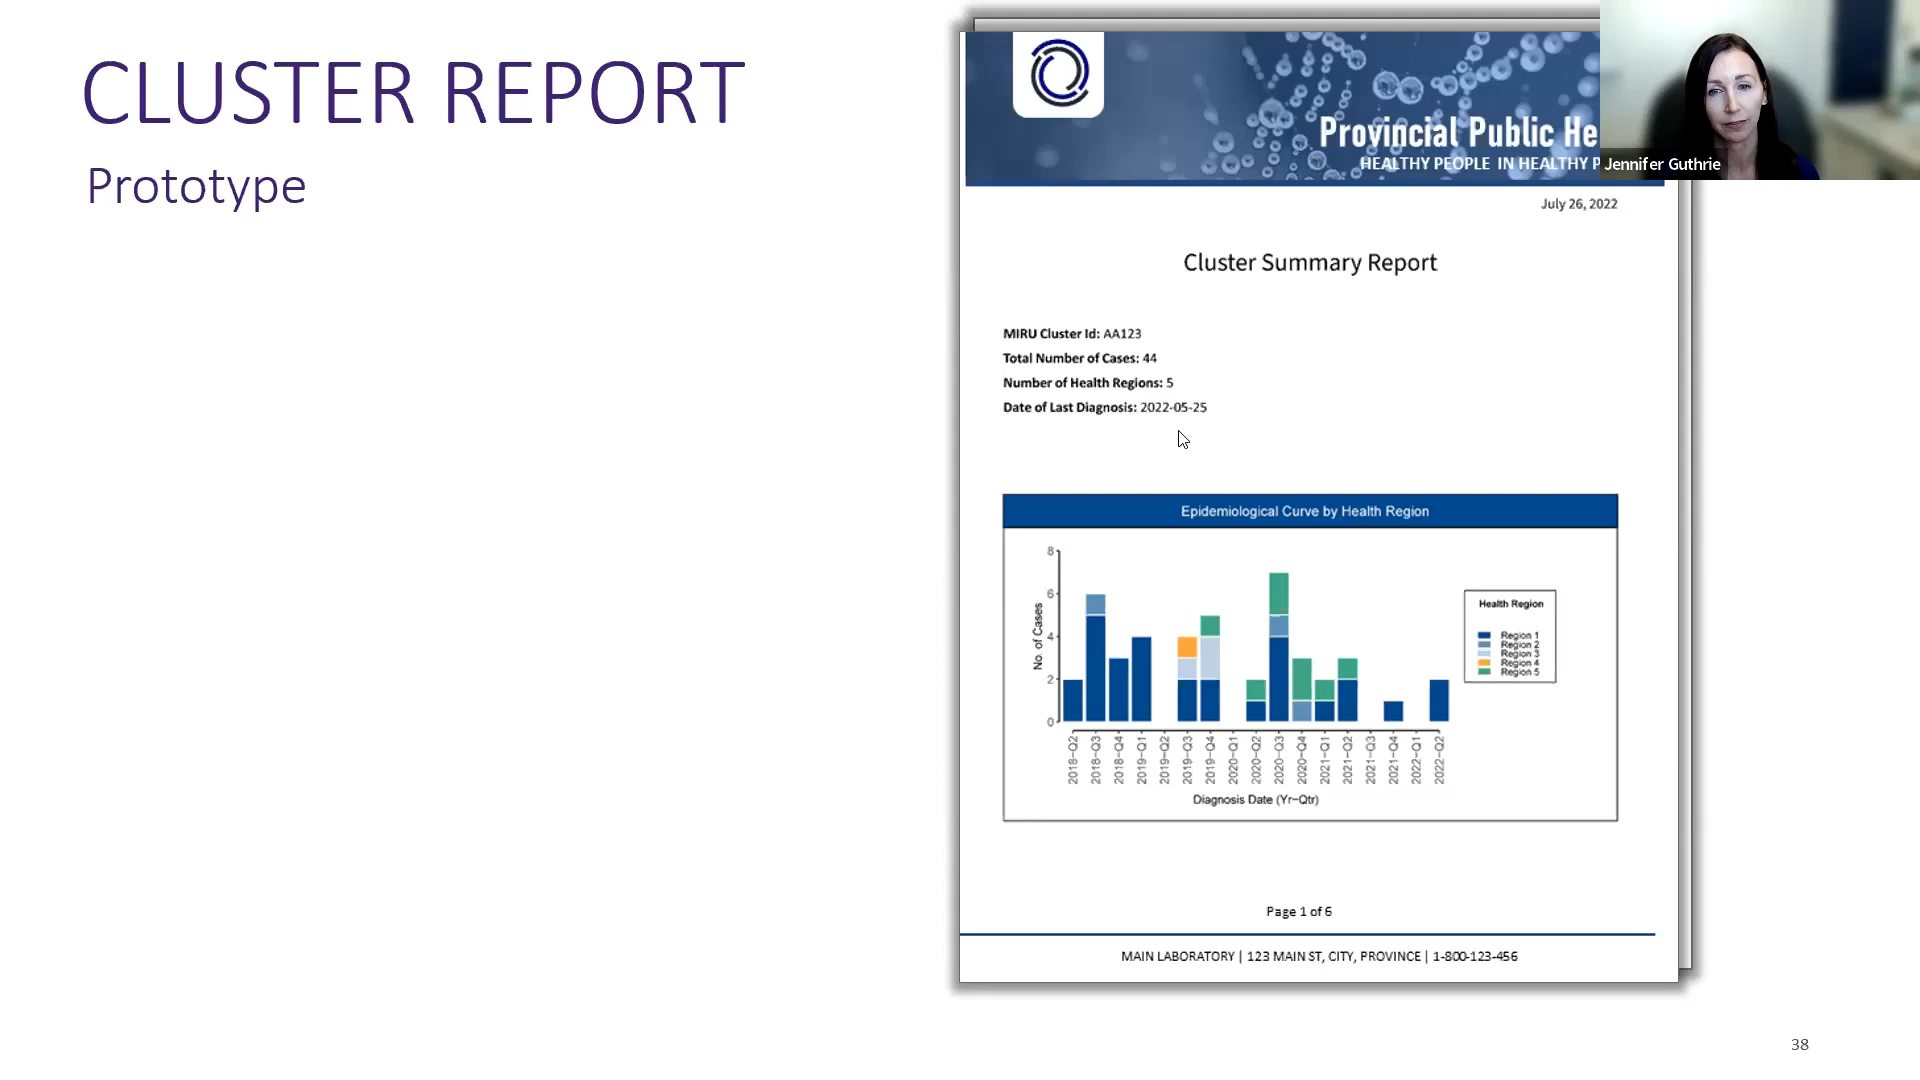 CLUSTER REPORT
Prototype
Provincial Public He
HEALTHY PEOPLE IN HEALTHY P
Jennifer Guthrie
July 26, 2022
Cluster Summary Report
MIRU Cluster Id: AA123
Total Number of Cases: 44
Number of Health Regions: 5
Date of Last Diagnosis: 2022-05-25
Epidemiological Curve by Health Region
8
6
4
2
0
No. of Cases
Health Region
Region 1
Region 2
Region 3
Region 4
Region 5
2018-Q2
2018-Q3
2018-Q4
2019-Q1
2019-Q2
2019-Q3
2019-Q4
2020-Q1
2020-Q2
2020-Q3
2020-Q4
2021-Q1
2021-Q2
2021-Q3
2021-Q4
2022-Q1
2022-Q2
Diagnosis Date (Yr-Qtr)
Page 1 of 6
MAIN LABORATORY | 123 MAIN ST, CITY, PROVINCE | 1-800-123-456
38